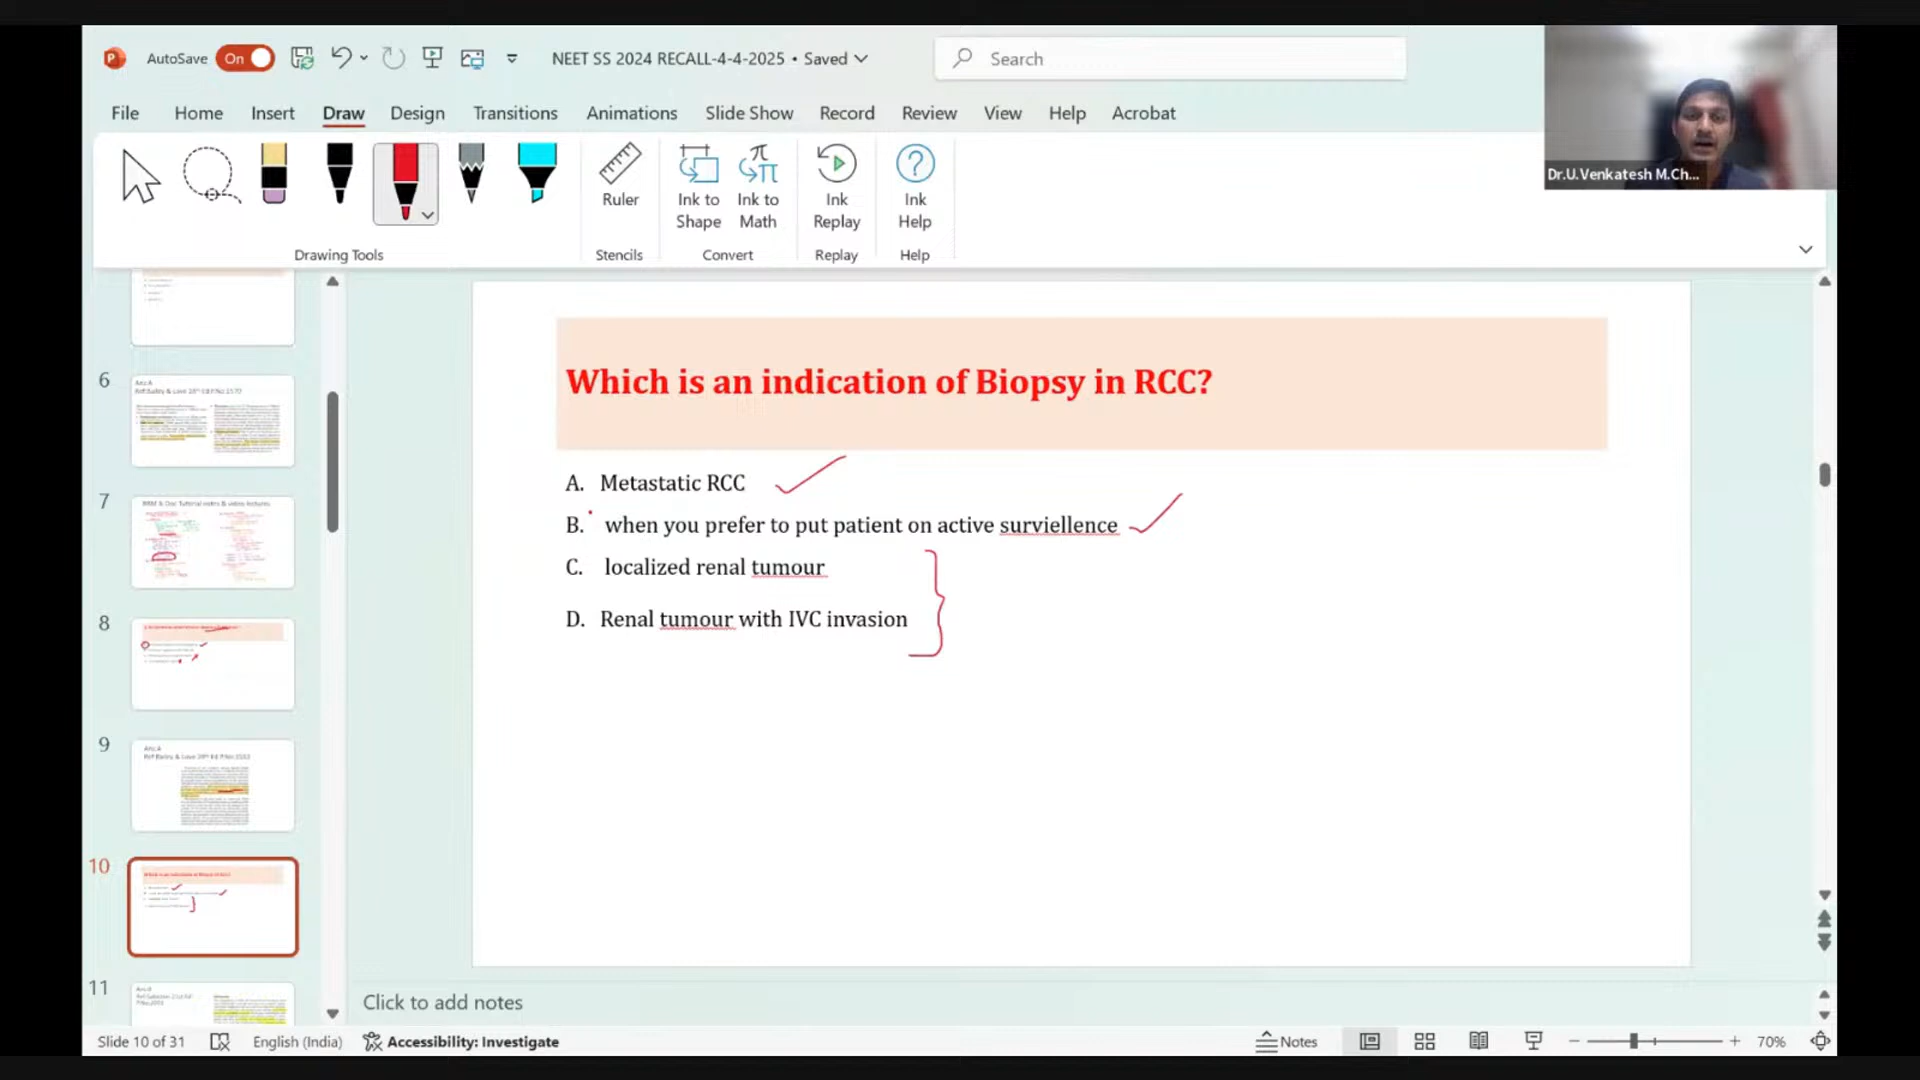 AutoSave On NEET SS 2024 RECALL-4-4-2025 • Saved Search
File Home Insert Draw Design Transitions Animations Slide Show Record Review View Help Acrobat
Dr.U.Venkatesh M.Ch...
Ruler Ink to Shape Ink to Math Ink Replay Ink Help
Drawing Tools Stencils Convert Replay Help
6
7
8
9
10
11
Which is an indication of Biopsy in RCC?
A. Metastatic RCC
B. when you prefer to put patient on active surviellence
C. localized renal tumour
D. Renal tumour with IVC invasion
Click to add notes
Slide 10 of 31 English (India) Accessibility: Investigate Notes 70%